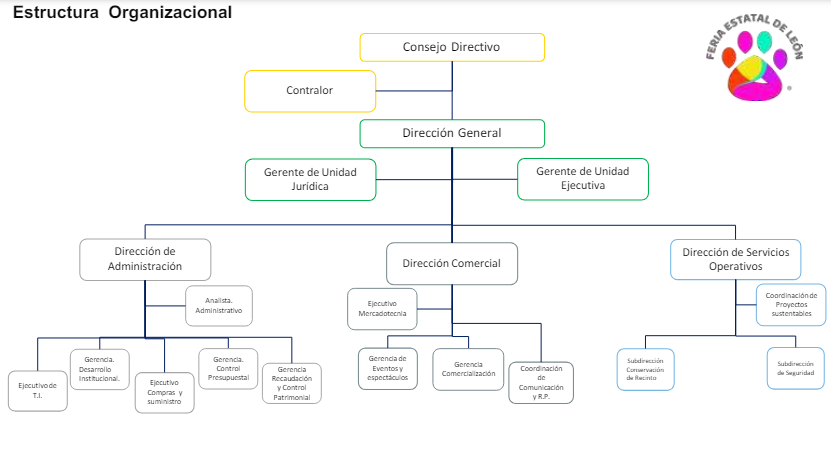 Estructura Organizacional
FERIA ESTATAL DE LEÓN
®
Consejo Directivo
Contralor
Dirección General
Gerente de Unidad
Jurídica
Gerente de Unidad
Ejecutiva
Dirección de
Administración
Dirección Comercial
Dirección de Servicios
Operativos
Analista.
Administrativo
Ejecutivo
Mercadotecnia
Coordinación de
Proyectos
sustentables
Ejecutivo de
T.I.
Gerencia.
Desarrollo
Institucional.
Ejecutivo
Compras y
suministro
Gerencia.
Control
Presupuestal
Gerencia
Recaudación
y Control
Patrimonial
Gerencia de
Eventos y
espectáculos
Gerencia
Comercialización
Coordinación
de
Comunicación
y R.P.
Subdirección
Conservación
de Recinto
Subdirección
de Seguridad